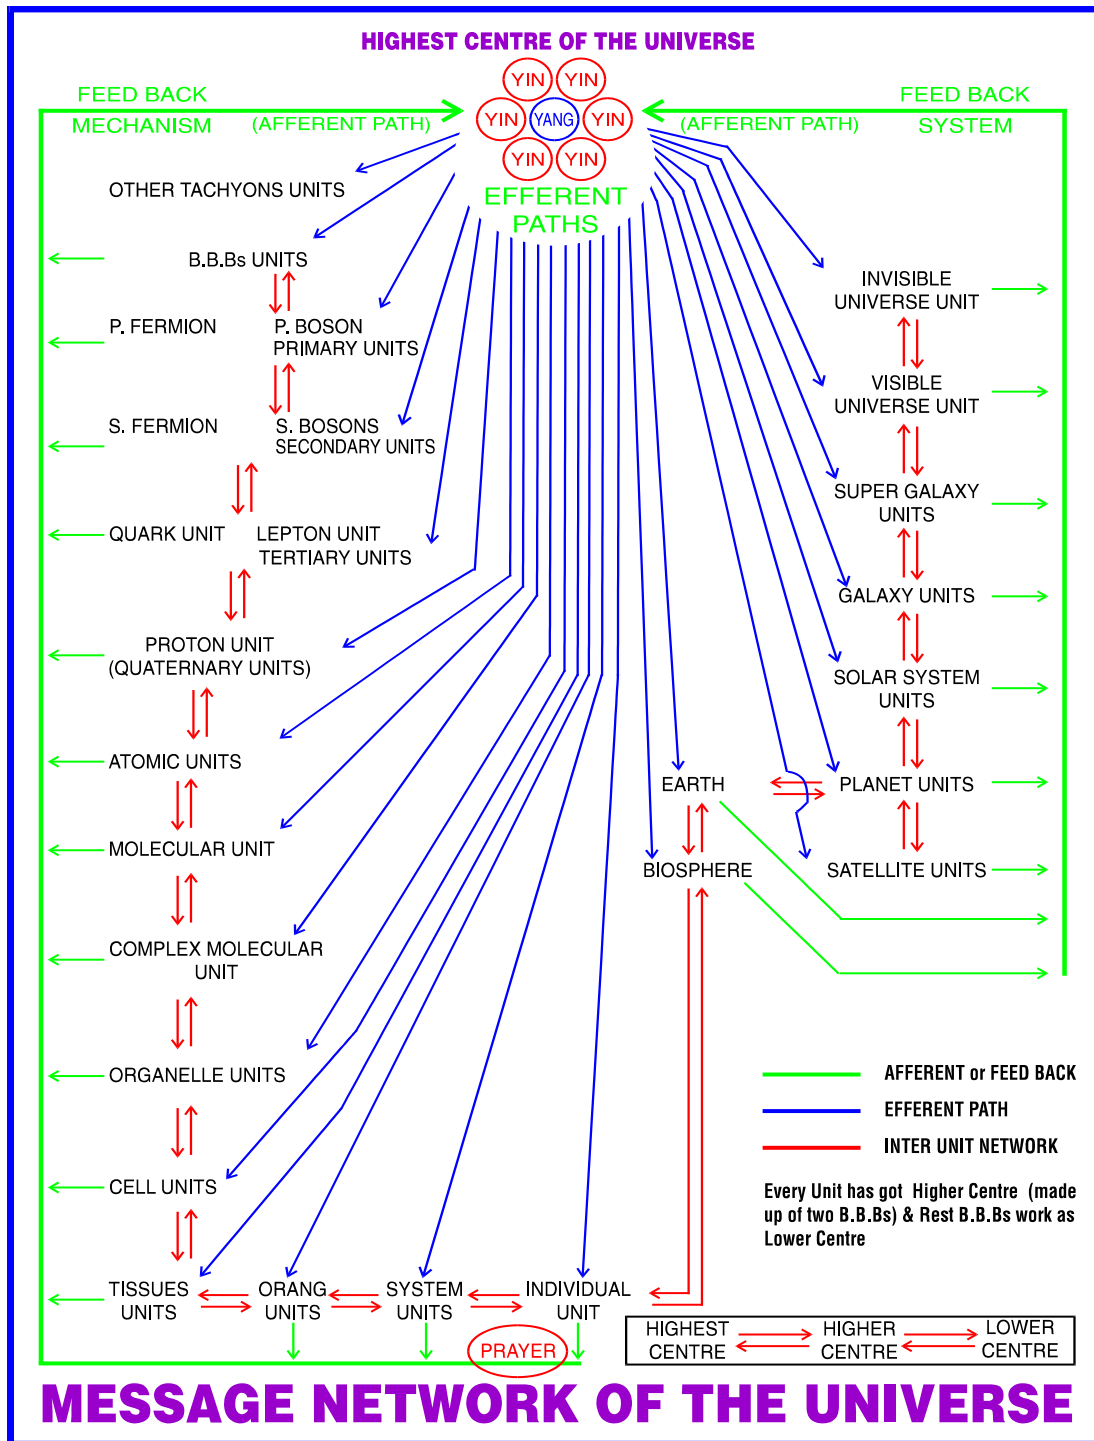 HIGHEST CENTRE OF THE UNIVERSE
YIN YIN
YIN YANG YIN
YIN YIN
EFFERENT
PATHS
FEED BACK
MECHANISM (AFFERENT PATH)
FEED BACK
(AFFERENT PATH) SYSTEM
OTHER TACHYONS UNITS
B.B.Bs UNITS
P. FERMION P. BOSON
PRIMARY UNITS
S. FERMION S. BOSONS
SECONDARY UNITS
QUARK UNIT LEPTON UNIT
TERTIARY UNITS
PROTON UNIT
(QUATERNARY UNITS)
ATOMIC UNITS
MOLECULAR UNIT
COMPLEX MOLECULAR
UNIT
ORGANELLE UNITS
CELL UNITS
TISSUES
UNITS
ORANG
UNITS
SYSTEM
UNITS
INDIVIDUAL
UNIT
PRAYER
INVISIBLE
UNIVERSE UNIT
VISIBLE
UNIVERSE UNIT
SUPER GALAXY
UNITS
GALAXY UNITS
SOLAR SYSTEM
UNITS
EARTH PLANET UNITS
BIOSPHERE SATELLITE UNITS
AFFERENT or FEED BACK
EFFERENT PATH
INTER UNIT NETWORK
Every Unit has got Higher Centre (made
up of two B.B.Bs) & Rest B.B.Bs work as
Lower Centre
HIGHEST
CENTRE
HIGHER
CENTRE
LOWER
CENTRE
MESSAGE NETWORK OF THE UNIVERSE